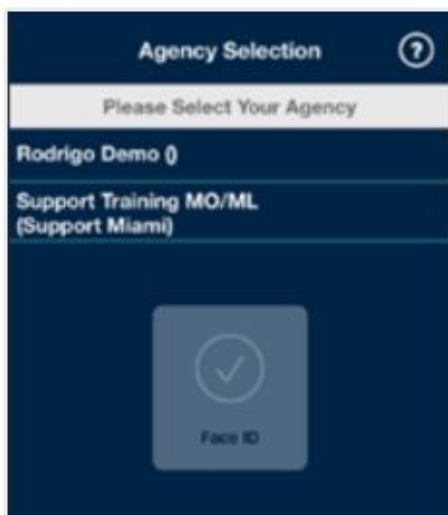 Agency Selection ?
Please Select Your Agency
Rodrigo Demo ()
Support Training MO/ML
(Support Miami)
Face ID